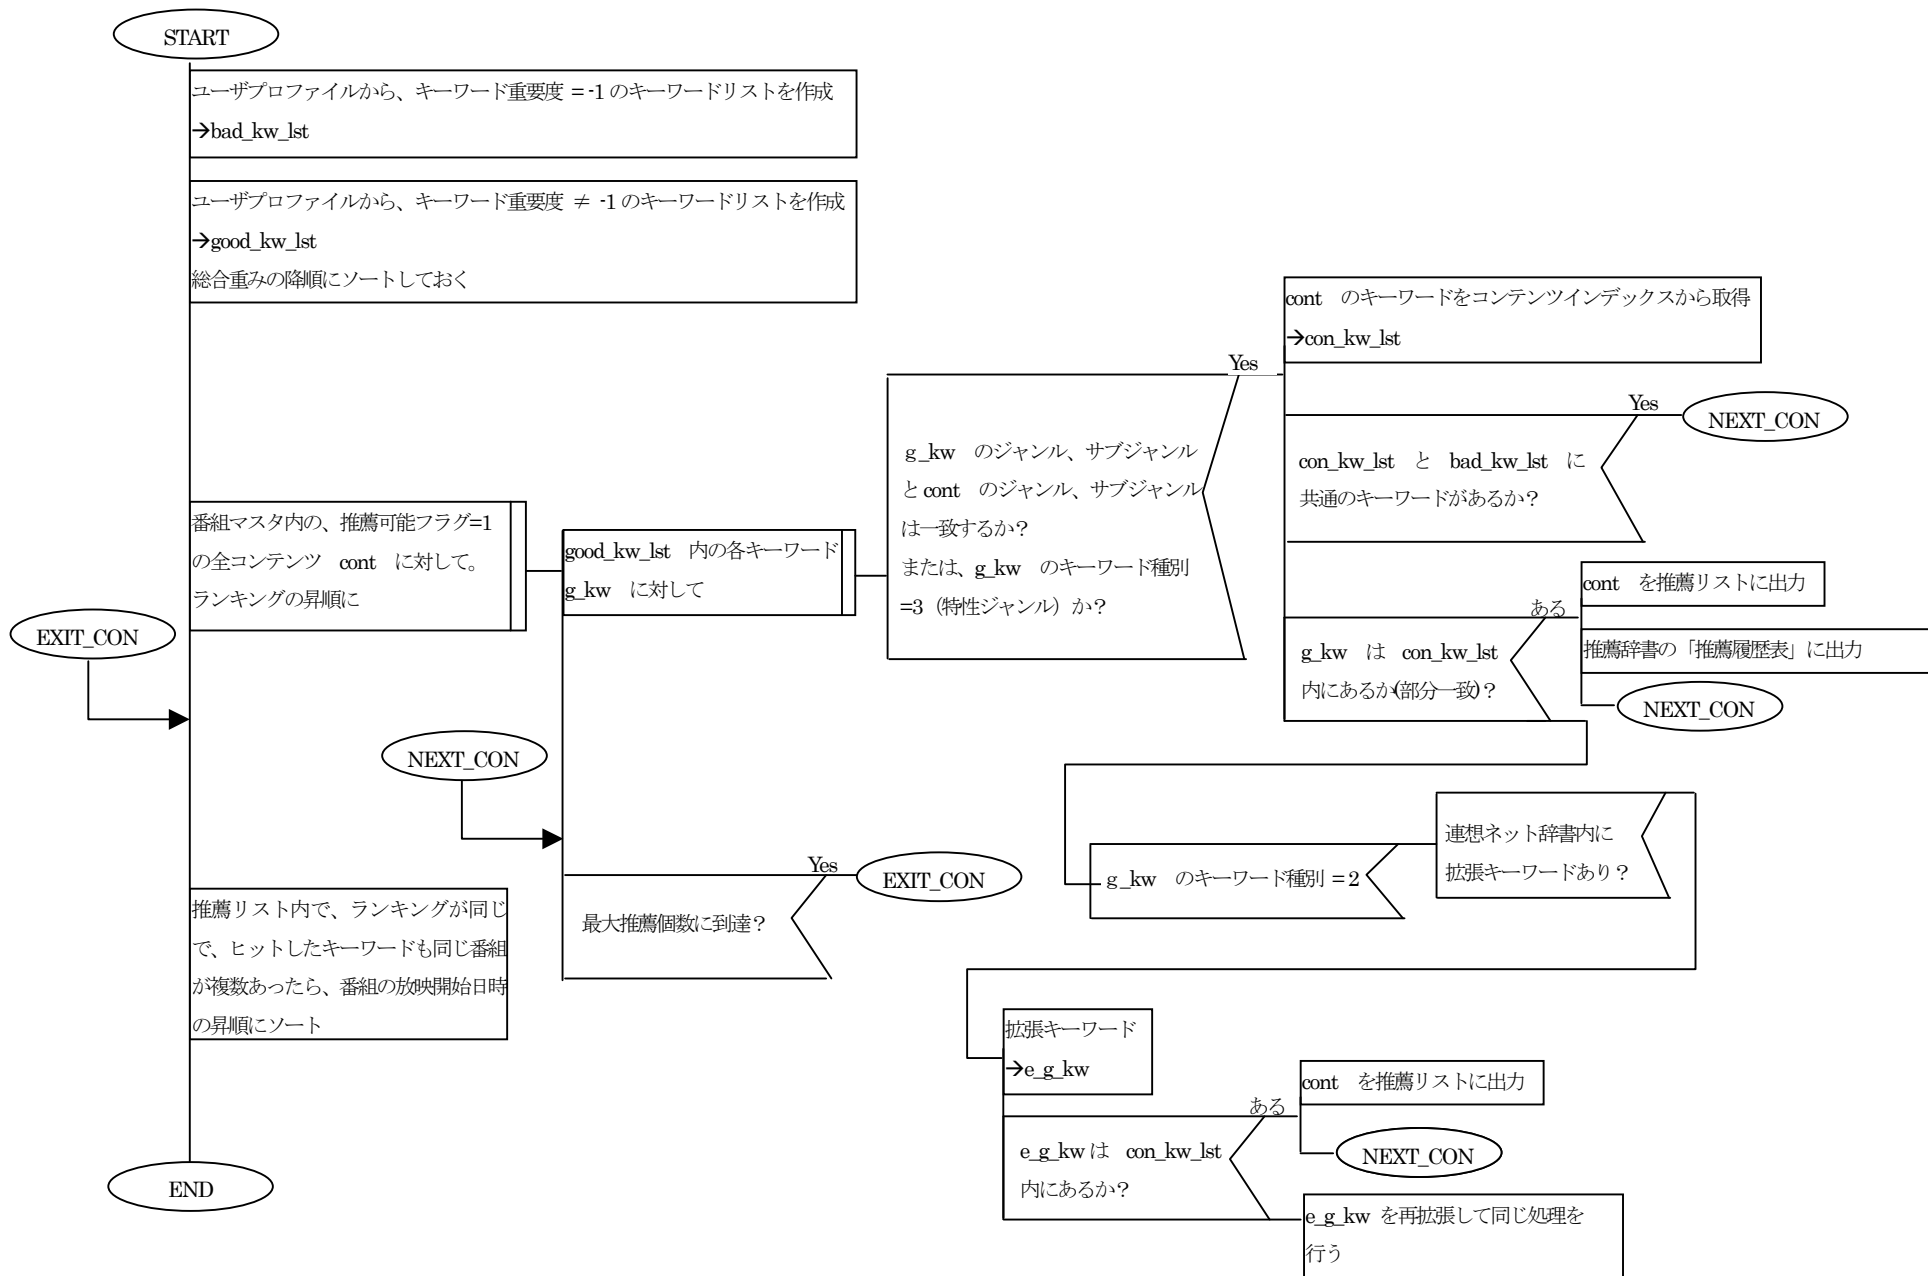 START
ユーザプロファイルから、キーワード重要度 = -1 のキーワードリストを作成
→bad_kw_lst
ユーザプロファイルから、キーワード重要度 ≠ -1 のキーワードリストを作成
→good_kw_lst
総合重みの降順にソートしておく
番組マスタ内の、推薦可能フラグ=1
の全コンテンツ cont に対して。
ランキングの昇順に
EXIT_CON
good_kw_lst 内の各キーワード
g_kw に対して
g_kw のジャンル、サブジャンル
と cont のジャンル、サブジャンル
は一致するか?
または、g_kw のキーワード種別
=3(特性ジャンル)か?
Yes
cont のキーワードをコンテンツインデックスから取得
→con_kw_lst
con_kw_lst と bad_kw_lst に
共通のキーワードがあるか?
Yes
NEXT_CON
g_kw は con_kw_lst
内にあるか(部分一致)?
ある
cont を推薦リストに出力
推薦辞書の「推薦履歴表」に出力
NEXT_CON
g_kw のキーワード種別 = 2
連想ネット辞書内に
拡張キーワードあり?
拡張キーワード
→e_g_kw
e_g_kw は con_kw_lst
内にあるか?
ある
cont を推薦リストに出力
NEXT_CON
e_g_kw を再拡張して同じ処理を
行う
NEXT_CON
最大推薦個数に到達?
Yes
EXIT_CON
推薦リスト内で、ランキングが同じ
で、ヒットしたキーワードも同じ番組
が複数あったら、番組の放映開始日時
の昇順にソート
END